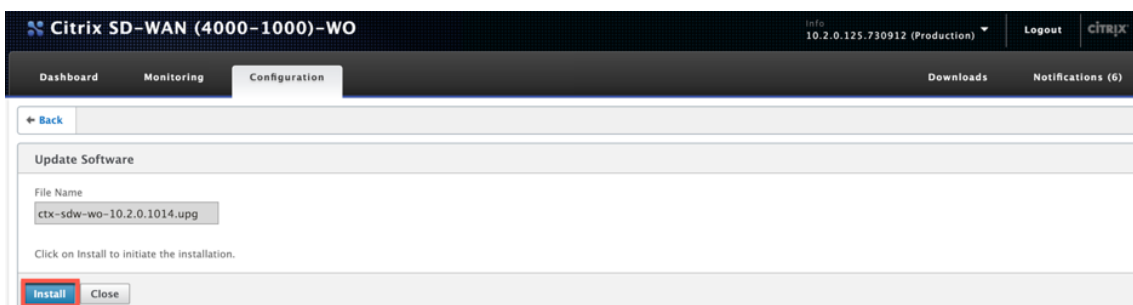 Citrix SD-WAN (4000-1000)-WO
Info
10.2.0.125.730912 (Production)
Logout
CİTRIX
Dashboard
Monitoring
Configuration
Downloads
Notifications (6)
Back
Update Software
File Name
ctx-sdw-wo-10.2.0.1014.upg
Click on Install to initiate the installation.
Install
Close